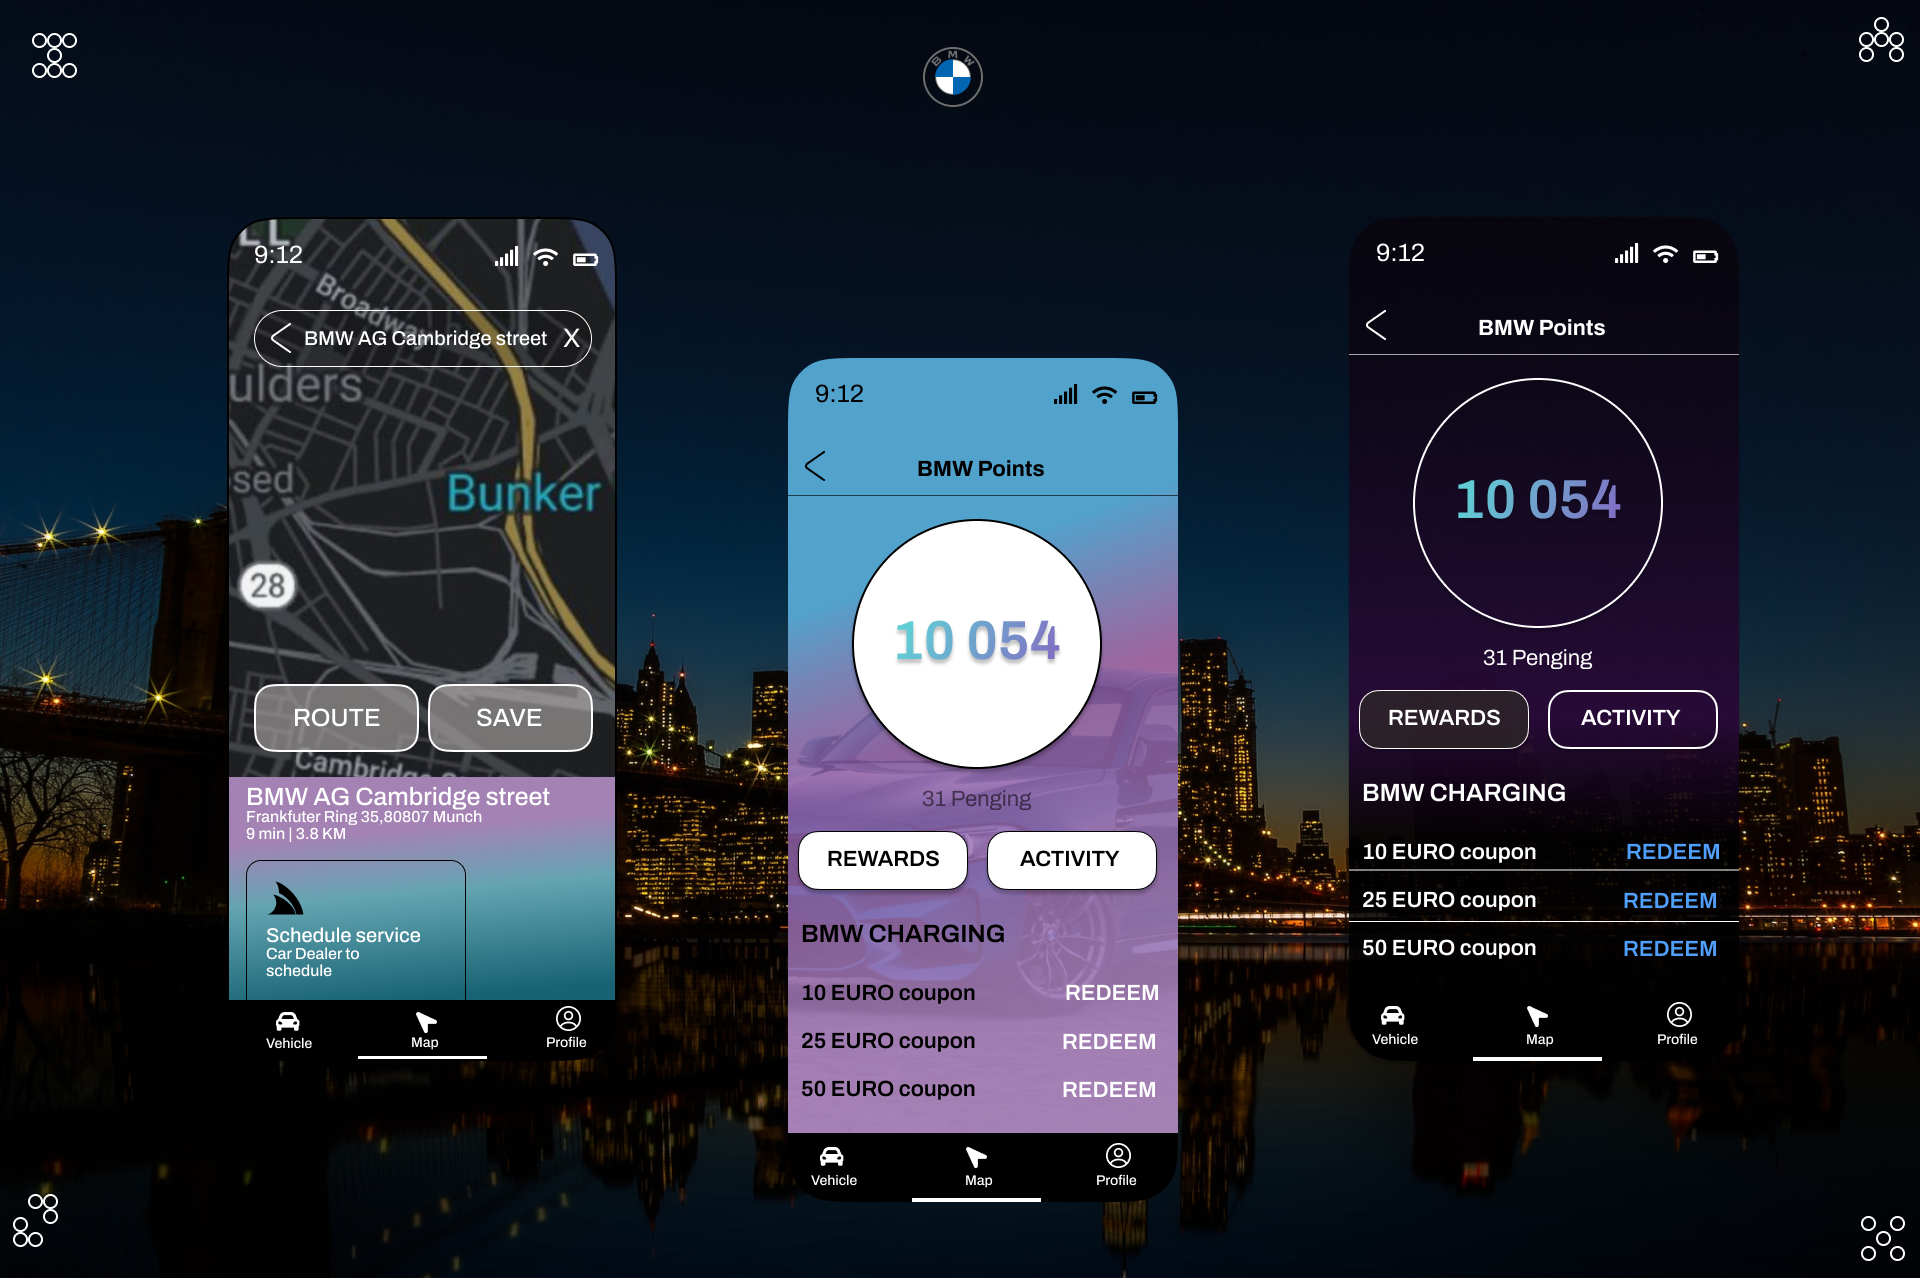 BMW
LL
9:12
Broadway
BMW AG Cambridge street X
ulders
sed
Bunker
28
ROUTE SAVE
Cambridge
BMW AG Cambridge street
Frankfuter Ring 35,80807 Munch
9 min | 3.8 KM
Schedule service
Car Dealer to
schedule
Vehicle Map Profile
9:12
BMW Points
10 054
31 Penging
REWARDS ACTIVITY
BMW CHARGING
10 EURO coupon REDEEM
25 EURO coupon REDEEM
50 EURO coupon REDEEM
Vehicle Map Profile
9:12
BMW Points
10 054
31 Penging
REWARDS ACTIVITY
BMW CHARGING
10 EURO coupon REDEEM
25 EURO coupon REDEEM
50 EURO coupon REDEEM
Vehicle Map Profile